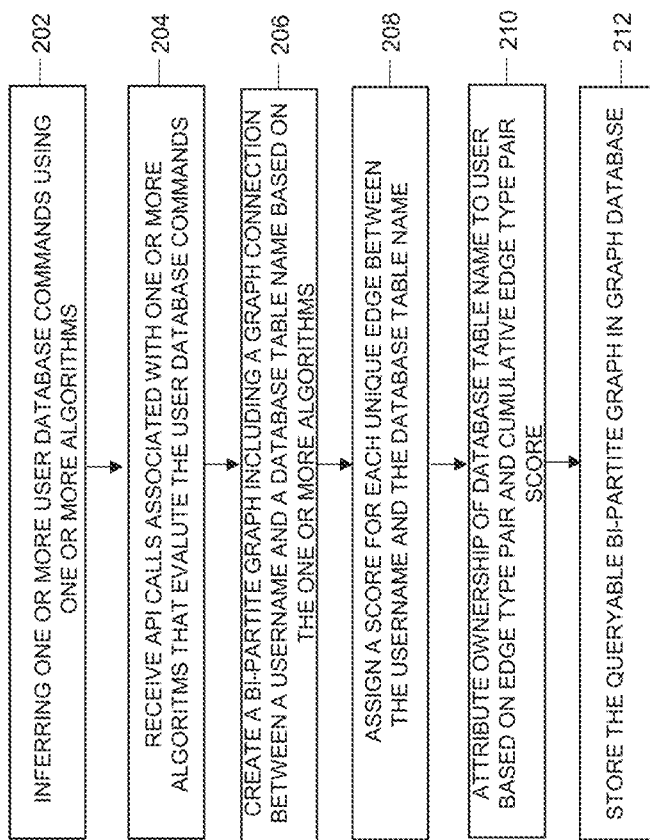 INFERRING ONE OR MORE USER DATABASE COMMANDS USING
ONE OR MORE ALGORITHMS
202
RECEIVE API CALLS ASSOCIATED WITH ONE OR MORE
ALGORITMS THAT EVALUTE THE USER DATABASE COMMANDS
204
CREATE A BI-PARTITE GRAPH INCLUDING A GRAPH CONNECTION
BETWEEN A USERNAME AND A DATABASE TABLE NAME BASED ON
THE ONE OR MORE ALGORITHMS
206
ASSIGN A SCORE FOR EACH UNIQUE EDGE BETWEEN
THE USERNAME AND THE DATABASE TABLE NAME
208
ATTRIBUTE OWNERSHIP OF DATABASE TABLE NAME TO USER
BASED ON EDGE TYPE PAIR AND CUMULATIVE EDGE TYPE PAIR
SCORE
210
STORE THE QUERYABLE BI-PARTITE GRAPH IN GRAPH DATABASE
212